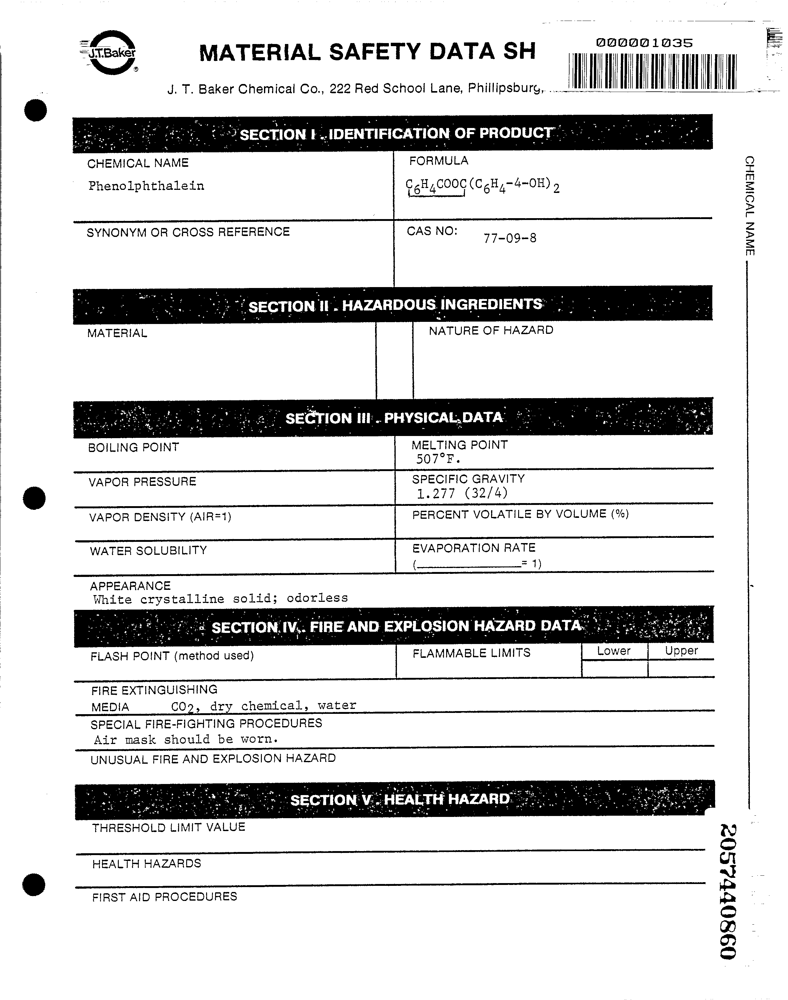 J.T.Baker
MATERIAL SAFETY DATA SH
000001035
J. T. Baker Chemical Co., 222 Red School Lane, Phillipsburg,
SECTION I . IDENTIFICATION OF PRODUCT
CHEMICAL NAME
Phenolphthalein
FORMULA
C6H4COOC(C6H4-4-OH)2
SYNONYM OR CROSS REFERENCE
CAS NO: 77-09-8
SECTION II . HAZARDOUS INGREDIENTS
MATERIAL
NATURE OF HAZARD
SECTION III . PHYSICAL DATA
BOILING POINT
MELTING POINT
507°F.
VAPOR PRESSURE
SPECIFIC GRAVITY
1.277 (32/4)
VAPOR DENSITY (AIR=1)
PERCENT VOLATILE BY VOLUME (%)
WATER SOLUBILITY
EVAPORATION RATE
(____________= 1)
APPEARANCE
White crystalline solid; odorless
SECTION IV . FIRE AND EXPLOSION HAZARD DATA
FLASH POINT (method used)
FLAMMABLE LIMITS
Lower
Upper
FIRE EXTINGUISHING
MEDIA CO2, dry chemical, water
SPECIAL FIRE-FIGHTING PROCEDURES
Air mask should be worn.
UNUSUAL FIRE AND EXPLOSION HAZARD
SECTION V . HEALTH HAZARD
THRESHOLD LIMIT VALUE
HEALTH HAZARDS
FIRST AID PROCEDURES
CHEMICAL NAME
2057440860